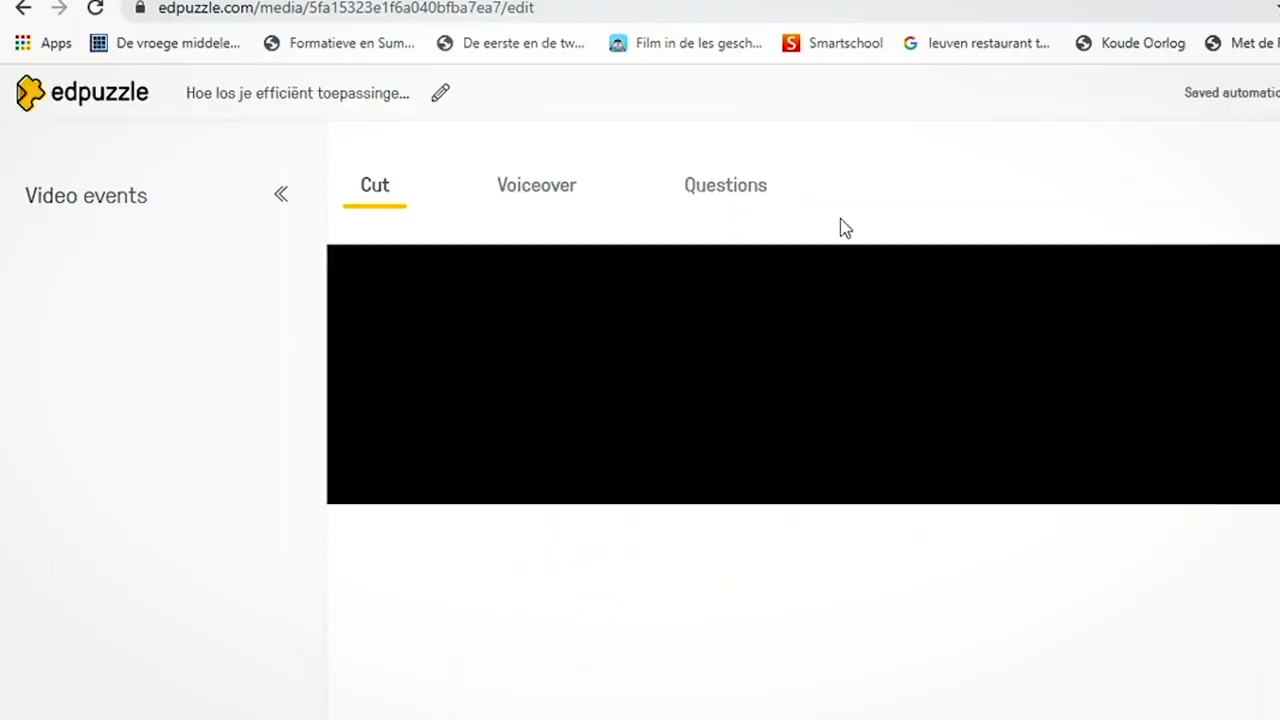 edpuzzle.com/media/5fa15323e1f6a040bfba7ea7/edit
Apps De vroege middele... Formatieve en Sum... De eerste en de tw... Film in de les gesch... S Smartschool G leuven restaurant t... Koude Oorlog Met de
edpuzzle Hoe los je efficiënt toepassinge... Saved automatic
Video events Cut Voiceover Questions